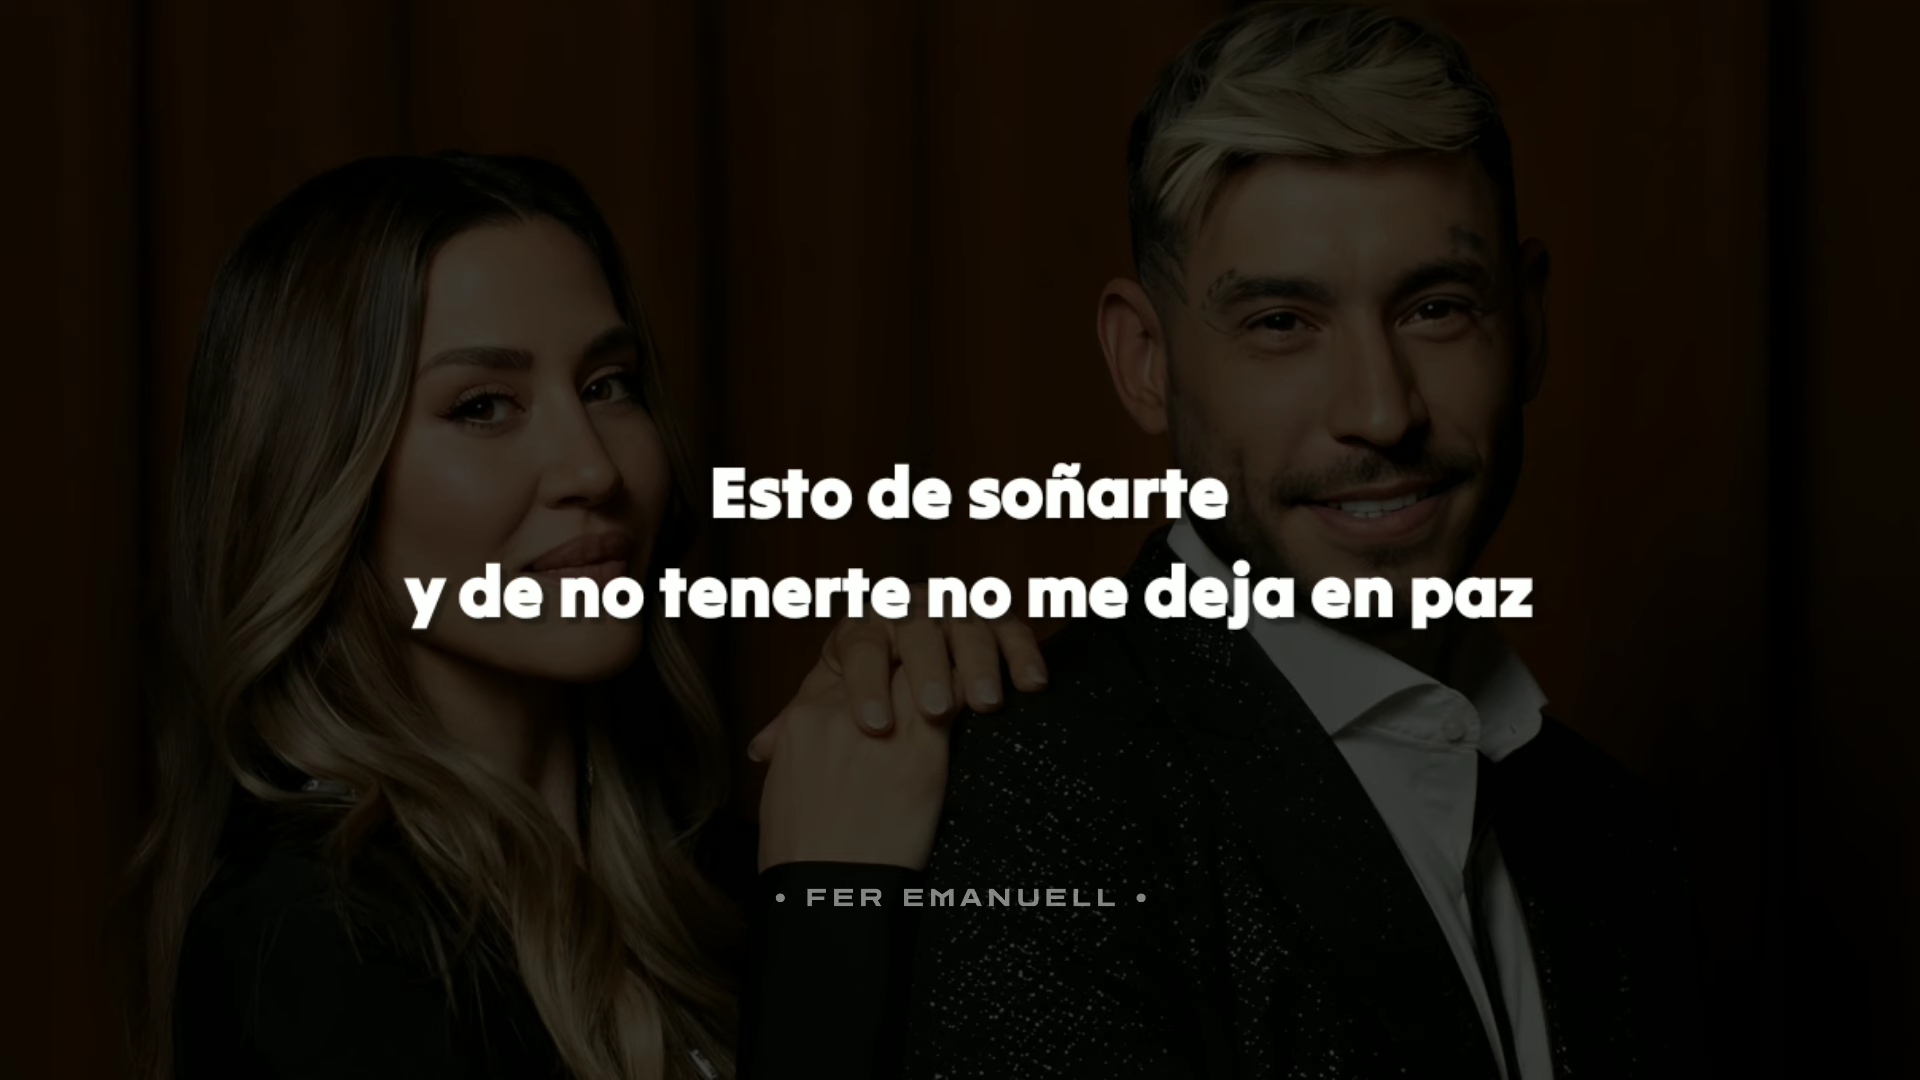 Esto de soñarte
y de no tenerte no me deja en paz
• FER EMANUELL •